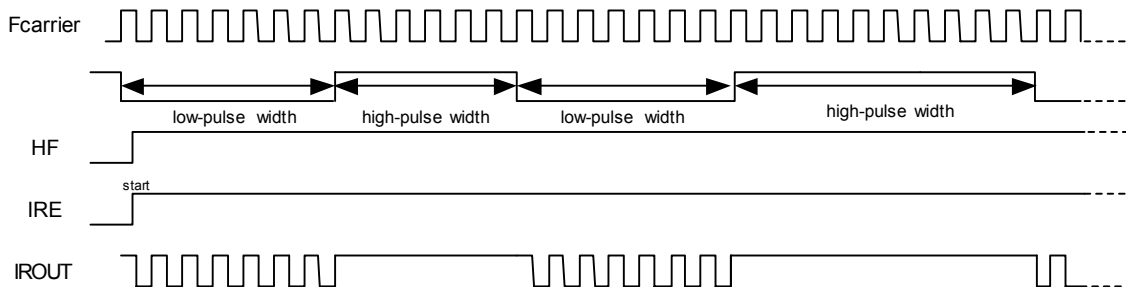 Fcarrier
low-pulse width high-pulse width low-pulse width high-pulse width
HF
start
IRE
IROUT